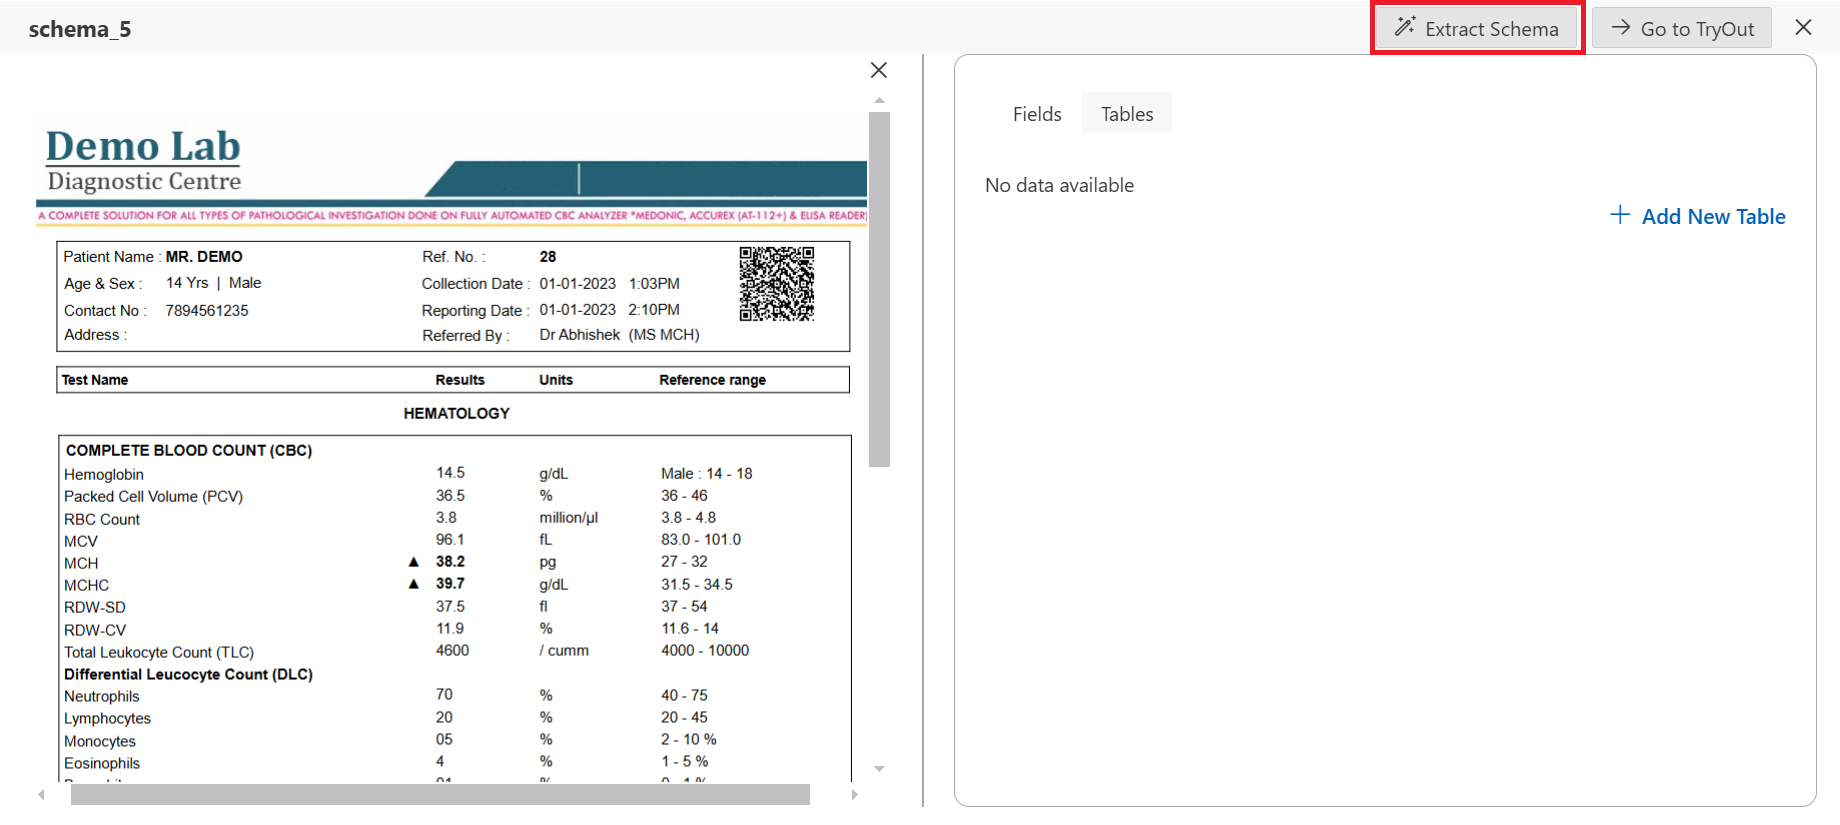 schema_5
Extract Schema
Go to TryOut
Demo Lab
Diagnostic Centre
A COMPLETE SOLUTION FOR ALL TYPES OF PATHOLOGICAL INVESTIGATION DONE ON FULLY AUTOMATED CBC ANALYZER *MEDONIC, ACCUREX (AT-112+) & ELISA READER)
Patient Name : MR. DEMO Ref. No. : 28
Age & Sex : 14 Yrs | Male Collection Date : 01-01-2023 1:03PM
Contact No : 7894561235 Reporting Date : 01-01-2023 2:10PM
Address : Referred By : Dr Abhishek (MS MCH)
Test Name Results Units Reference range
HEMATOLOGY
COMPLETE BLOOD COUNT (CBC)
Hemoglobin 14.5 g/dL Male : 14 - 18
Packed Cell Volume (PCV) 36.5 % 36 - 46
RBC Count 3.8 million/µl 3.8 - 4.8
MCV 96.1 fL 83.0 - 101.0
MCH ▲ 38.2 pg 27 - 32
MCHC ▲ 39.7 g/dL 31.5 - 34.5
RDW-SD 37.5 fl 37 - 54
RDW-CV 11.9 % 11.6 - 14
Total Leukocyte Count (TLC) 4600 / cumm 4000 - 10000
Differential Leucocyte Count (DLC)
Neutrophils 70 % 40 - 75
Lymphocytes 20 % 20 - 45
Monocytes 05 % 2 - 10 %
Eosinophils 4 % 1 - 5 %
Fields
Tables
No data available
Add New Table